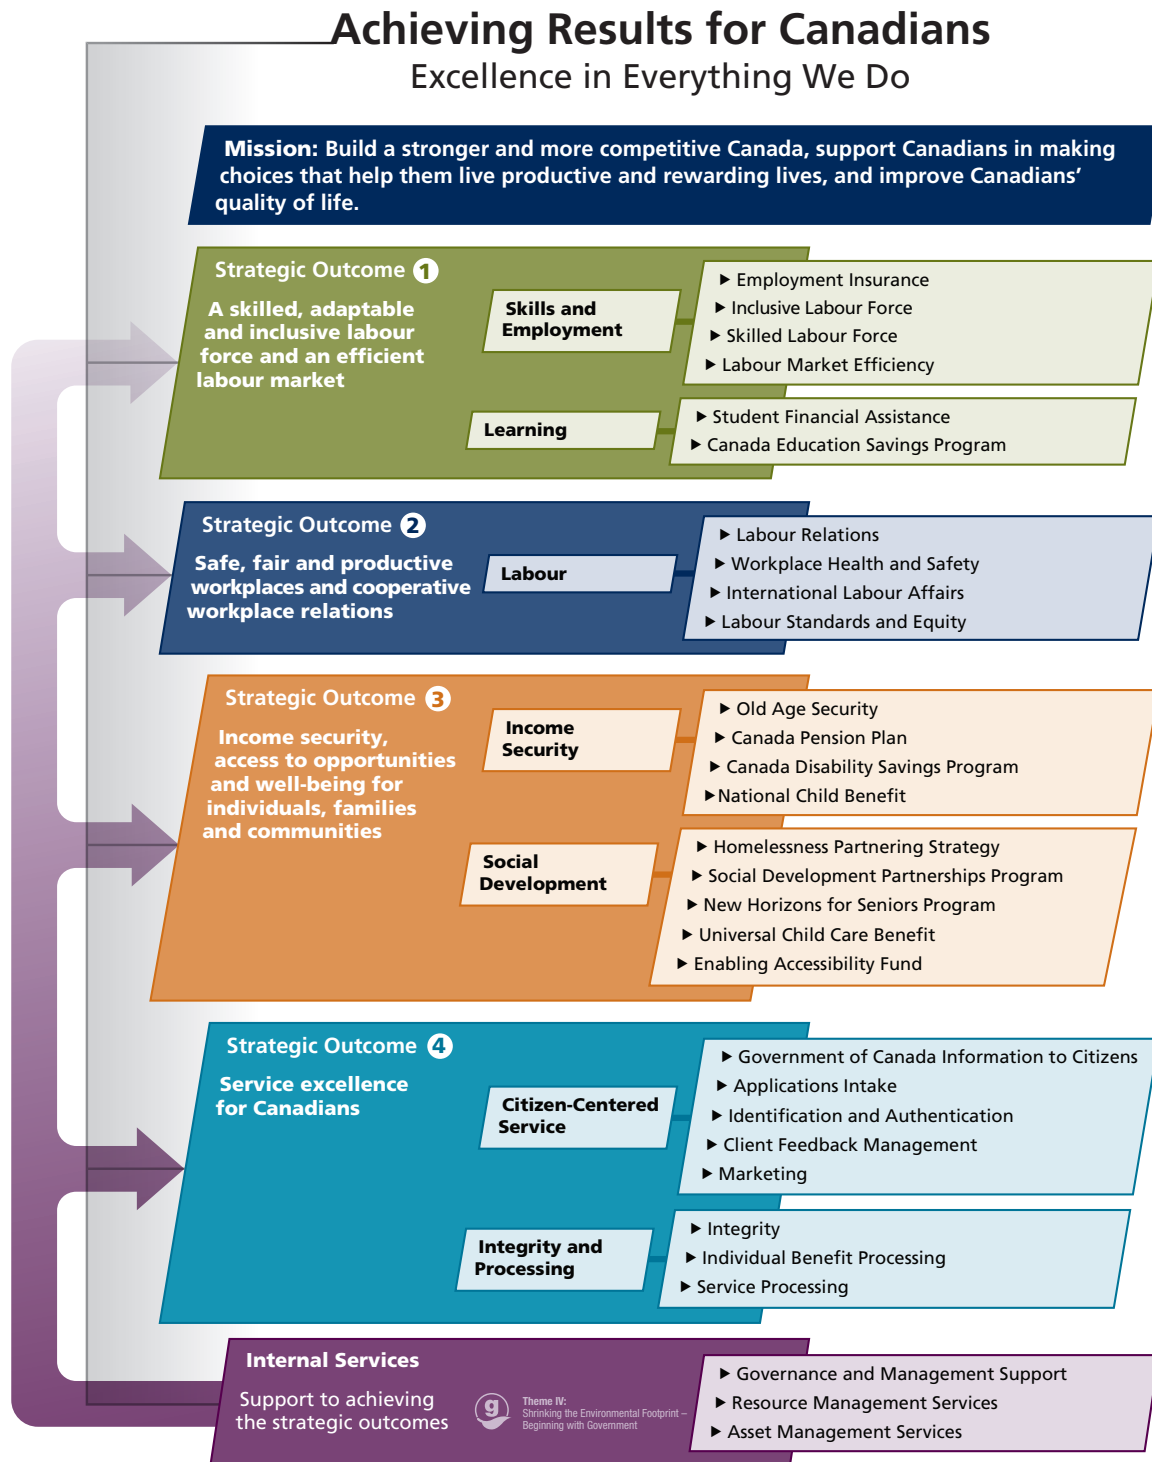 Achieving Results for Canadians
Excellence in Everything We Do
Mission: Build a stronger and more competitive Canada, support Canadians in making
choices that help them live productive and rewarding lives, and improve Canadians’
quality of life.
Strategic Outcome 1
A skilled, adaptable
and inclusive labour
force and an efficient
labour market
Skills and
Employment
▶ Employment Insurance
▶ Inclusive Labour Force
▶ Skilled Labour Force
▶ Labour Market Efficiency
Learning
▶ Student Financial Assistance
▶ Canada Education Savings Program
Strategic Outcome 2
Safe, fair and productive
workplaces and cooperative
workplace relations
Labour
▶ Labour Relations
▶ Workplace Health and Safety
▶ International Labour Affairs
▶ Labour Standards and Equity
Strategic Outcome 3
Income security,
access to opportunities
and well-being for
individuals, families
and communities
Income
Security
▶ Old Age Security
▶ Canada Pension Plan
▶ Canada Disability Savings Program
▶ National Child Benefit
Social
Development
▶ Homelessness Partnering Strategy
▶ Social Development Partnerships Program
▶ New Horizons for Seniors Program
▶ Universal Child Care Benefit
▶ Enabling Accessibility Fund
Strategic Outcome 4
Service excellence
for Canadians
Citizen-Centered
Service
▶ Government of Canada Information to Citizens
▶ Applications Intake
▶ Identification and Authentication
▶ Client Feedback Management
▶ Marketing
Integrity and
Processing
▶ Integrity
▶ Individual Benefit Processing
▶ Service Processing
Internal Services
Support to achieving
the strategic outcomes
g
Theme IV:
Shrinking the Environmental Footprint –
Beginning with Government
▶ Governance and Management Support
▶ Resource Management Services
▶ Asset Management Services